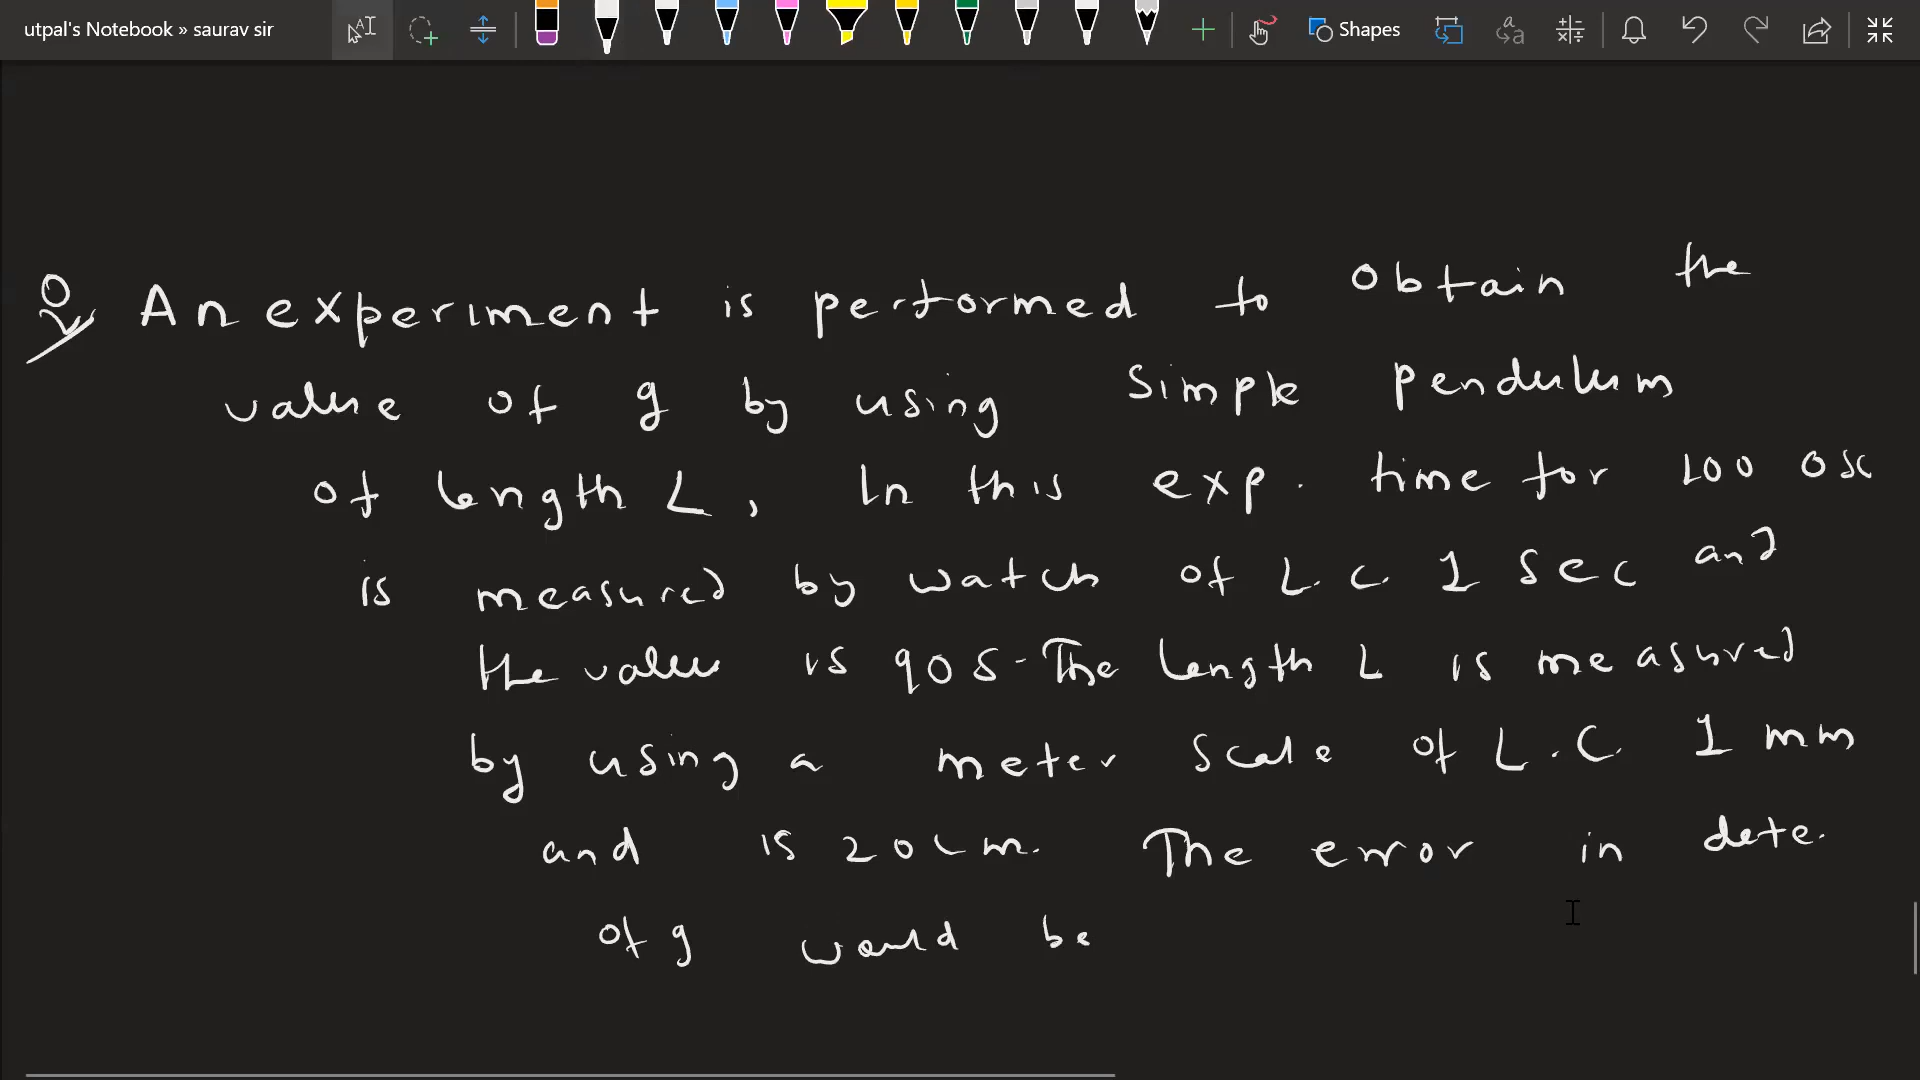 utpal's Notebook » saurav sir
Shapes
Q An experiment is performed to obtain the
value of g by using simple pendulum
of length L, In this exp. time for 100 osc
is measured by watch of L.C. 1 sec and
the value is 90 s. The length L is measured
by using a meter scale of L.C. 1 mm
and is 20 cm. The error in dete.
of g would be